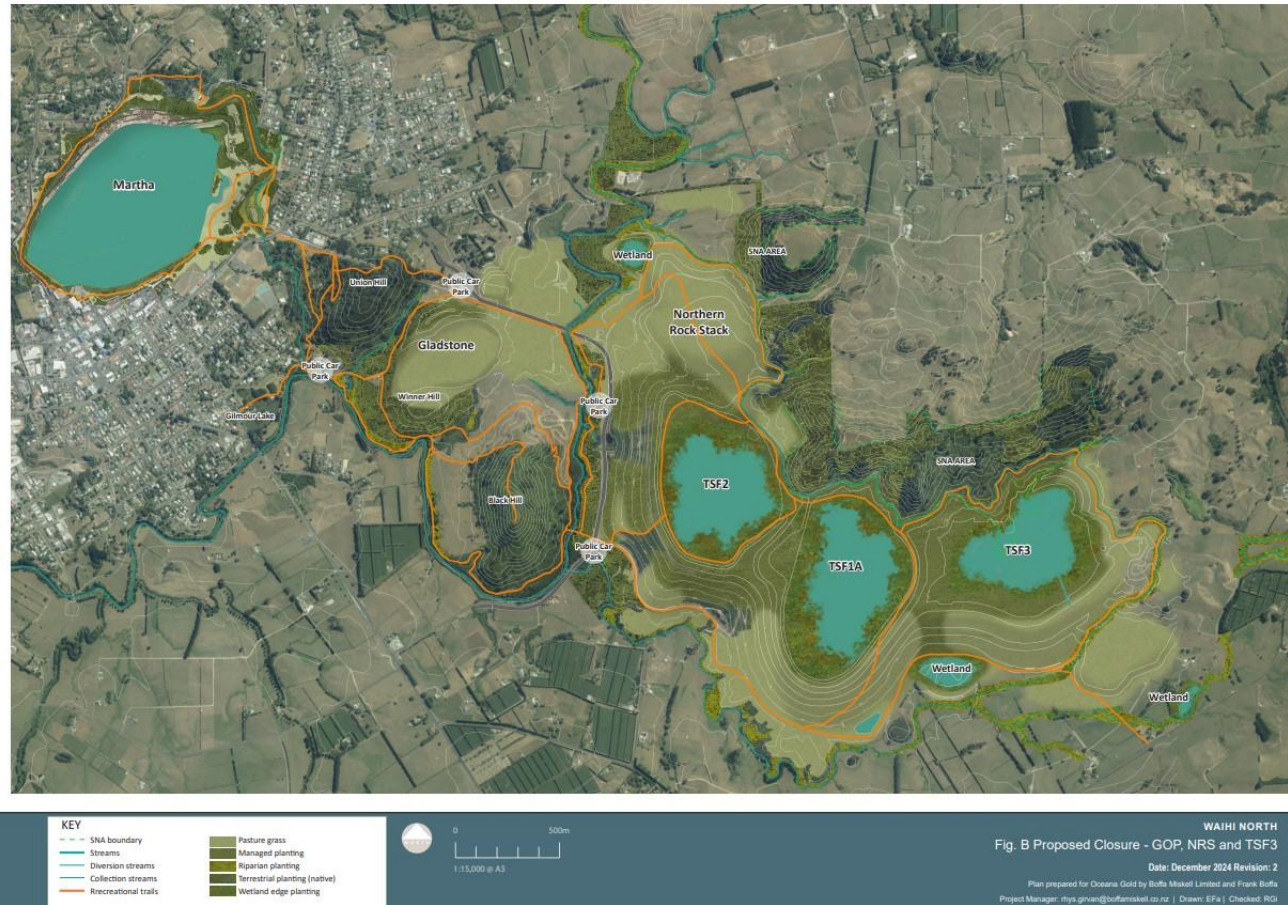 Martha
Union Hill
Public Car
Park
Wetland
SNA AREA
Northern
Rock Stack
Gladstone
Public Car
Park
Winner Hill
Gilmour Lake
Public Car
Park
SNA AREA
TSF2
Black Hill
Public Car
Park
TSF1A
TSF3
Wetland
Wetland
KEY
SNA boundary
Streams
Diversion streams
Collection streams
Rrecreational trails
Pasture grass
Managed planting
Riparian planting
Terrestrial planting (native)
Wetland edge planting
NORTH
0 500m
1:15,000 @ A3
WAIHI NORTH
Fig. B Proposed Closure - GOP, NRS and TSF3
Date: December 2024 Revision: 2
Plan prepared for Oceana Gold by Boffa Miskell Limited and Frank Boffa
Project Manager: rhys.girvan@boffamiskell.co.nz | Drawn: EFa | Checked: RGi